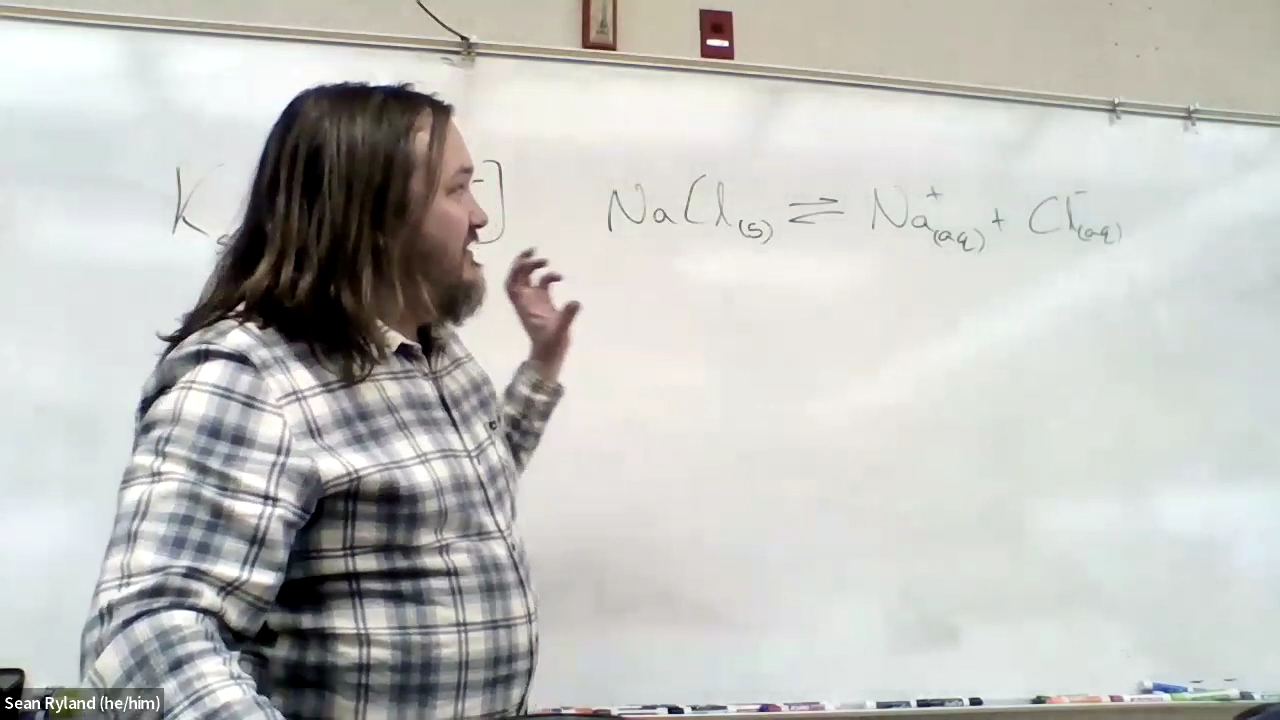 K ⁻]    NaCl(s) ⇌ Na⁺(aq) + Cl⁻(aq)
Sean Ryland (he/him)